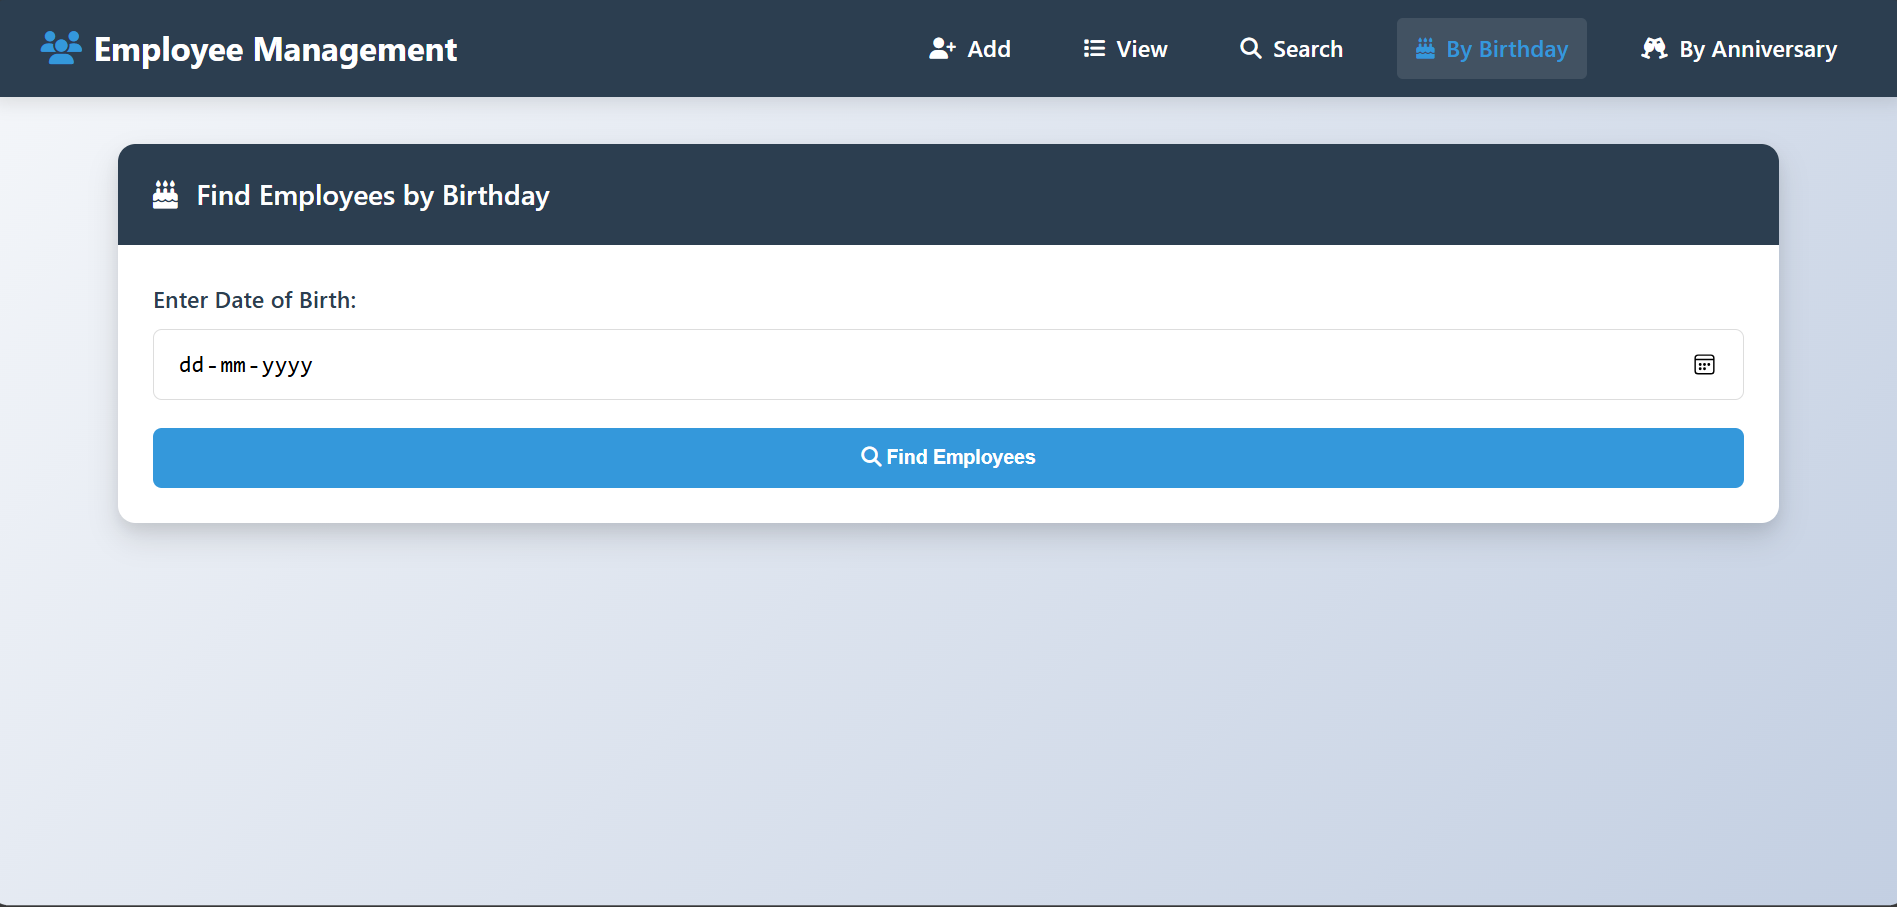 Employee Management
Add
View
Search
By Birthday
By Anniversary
Find Employees by Birthday
Enter Date of Birth:
dd-mm-yyyy
Find Employees